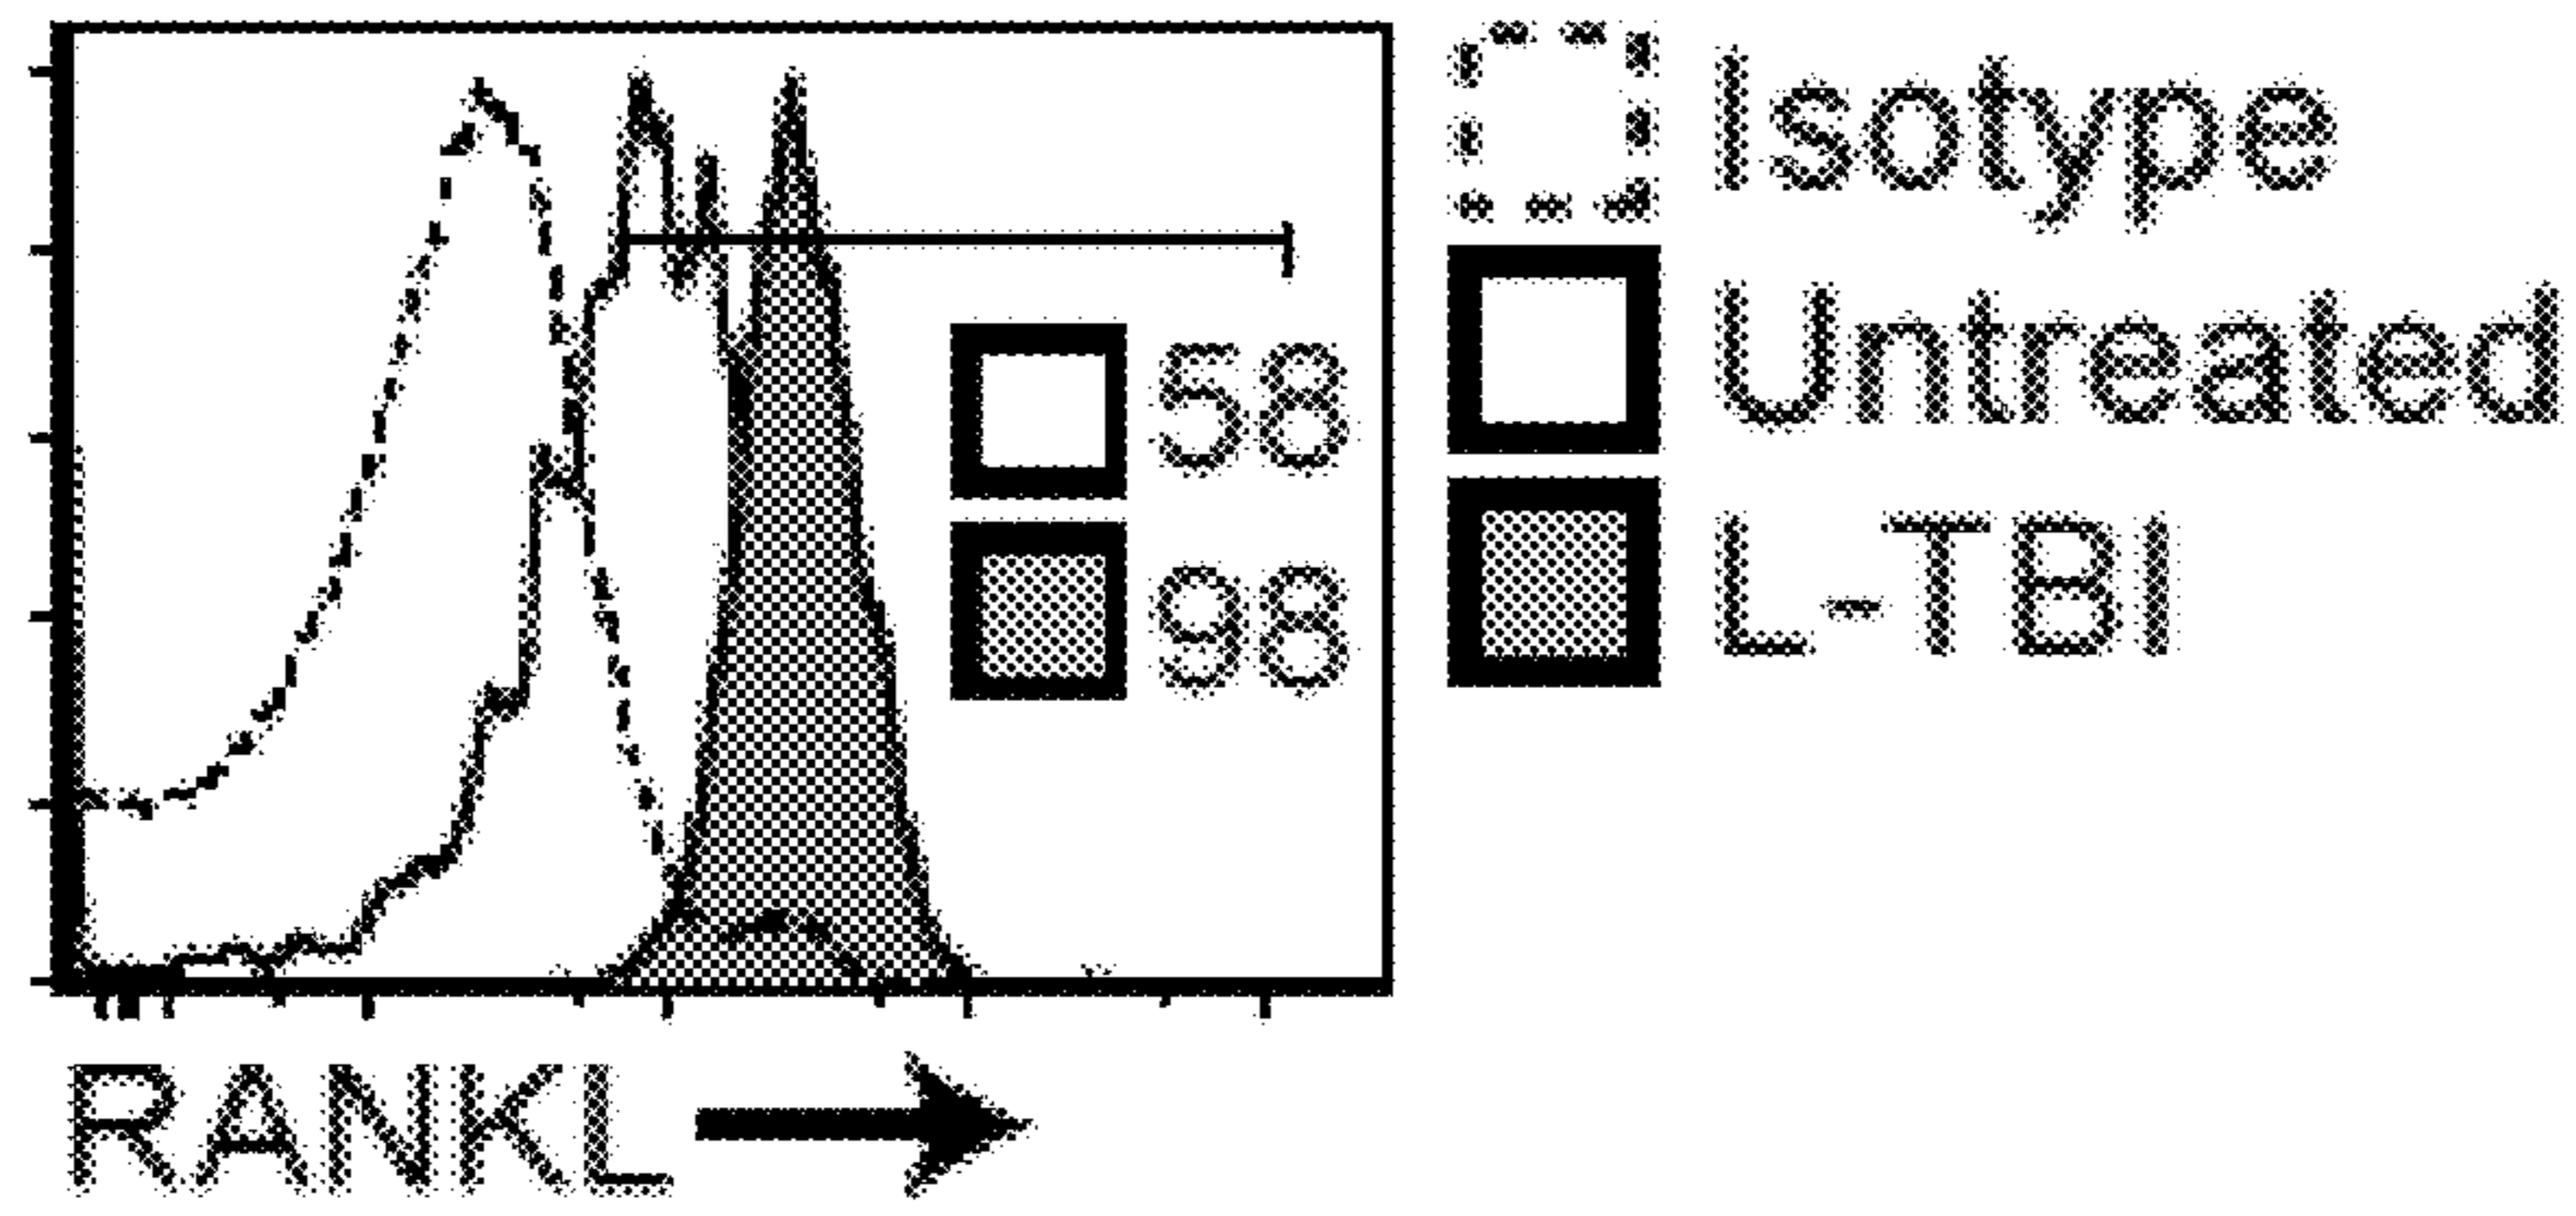 Isotype
Untreated
L-TBI
58
98
RANKL